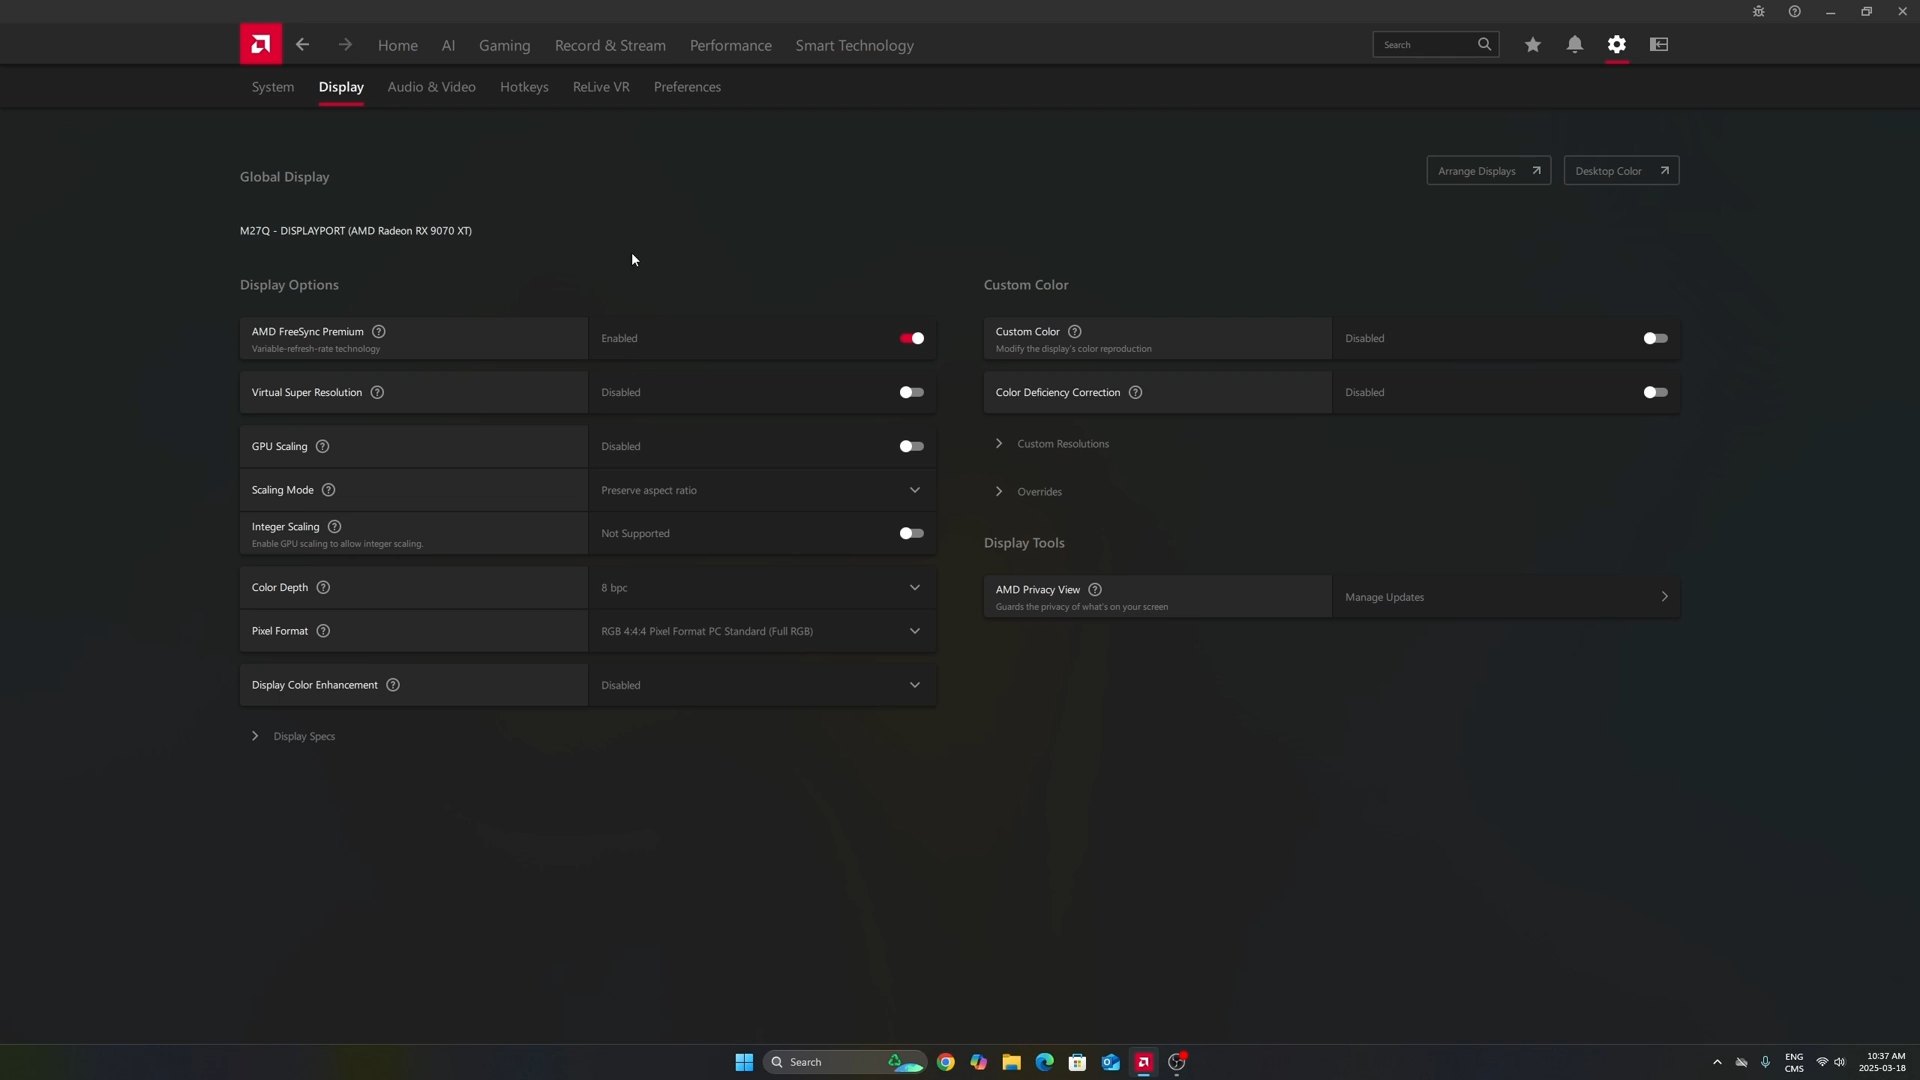 Home AI Gaming Record & Stream Performance Smart Technology Search
System Display Audio & Video Hotkeys ReLive VR Preferences
Global Display
Arrange Displays
Desktop Color
M27Q - DISPLAYPORT (AMD Radeon RX 9070 XT)
Display Options
AMD FreeSync Premium
Variable-refresh-rate technology
Enabled
Virtual Super Resolution
Disabled
GPU Scaling
Disabled
Scaling Mode
Preserve aspect ratio
Integer Scaling
Enable GPU scaling to allow integer scaling.
Not Supported
Color Depth
8 bpc
Pixel Format
RGB 4:4:4 Pixel Format PC Standard (Full RGB)
Display Color Enhancement
Disabled
Display Specs
Custom Color
Custom Color
Modify the display's color reproduction
Disabled
Color Deficiency Correction
Disabled
Custom Resolutions
Overrides
Display Tools
AMD Privacy View
Guards the privacy of what's on your screen
Manage Updates
Search
ENG
CMS
10:37 AM
2025-03-18